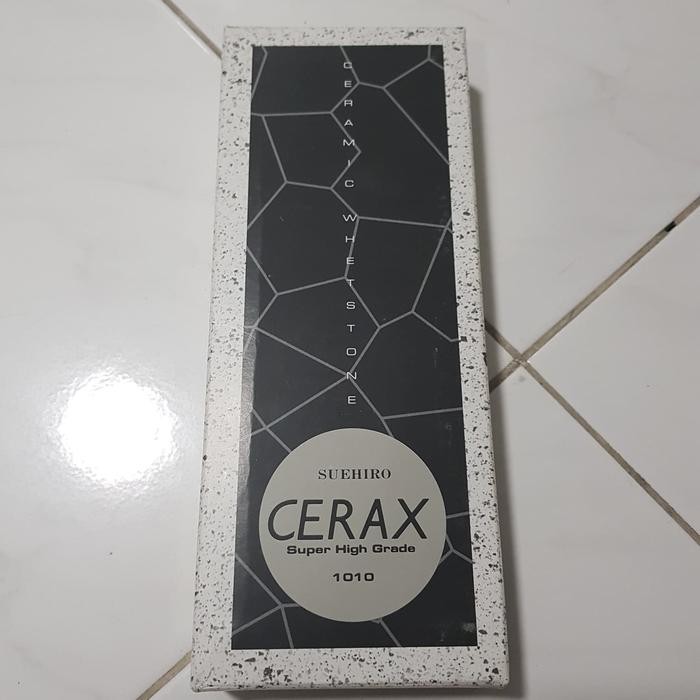 CERAMIC WHETSTONE
SUEHIRO
CERAX
Super High Grade
1010